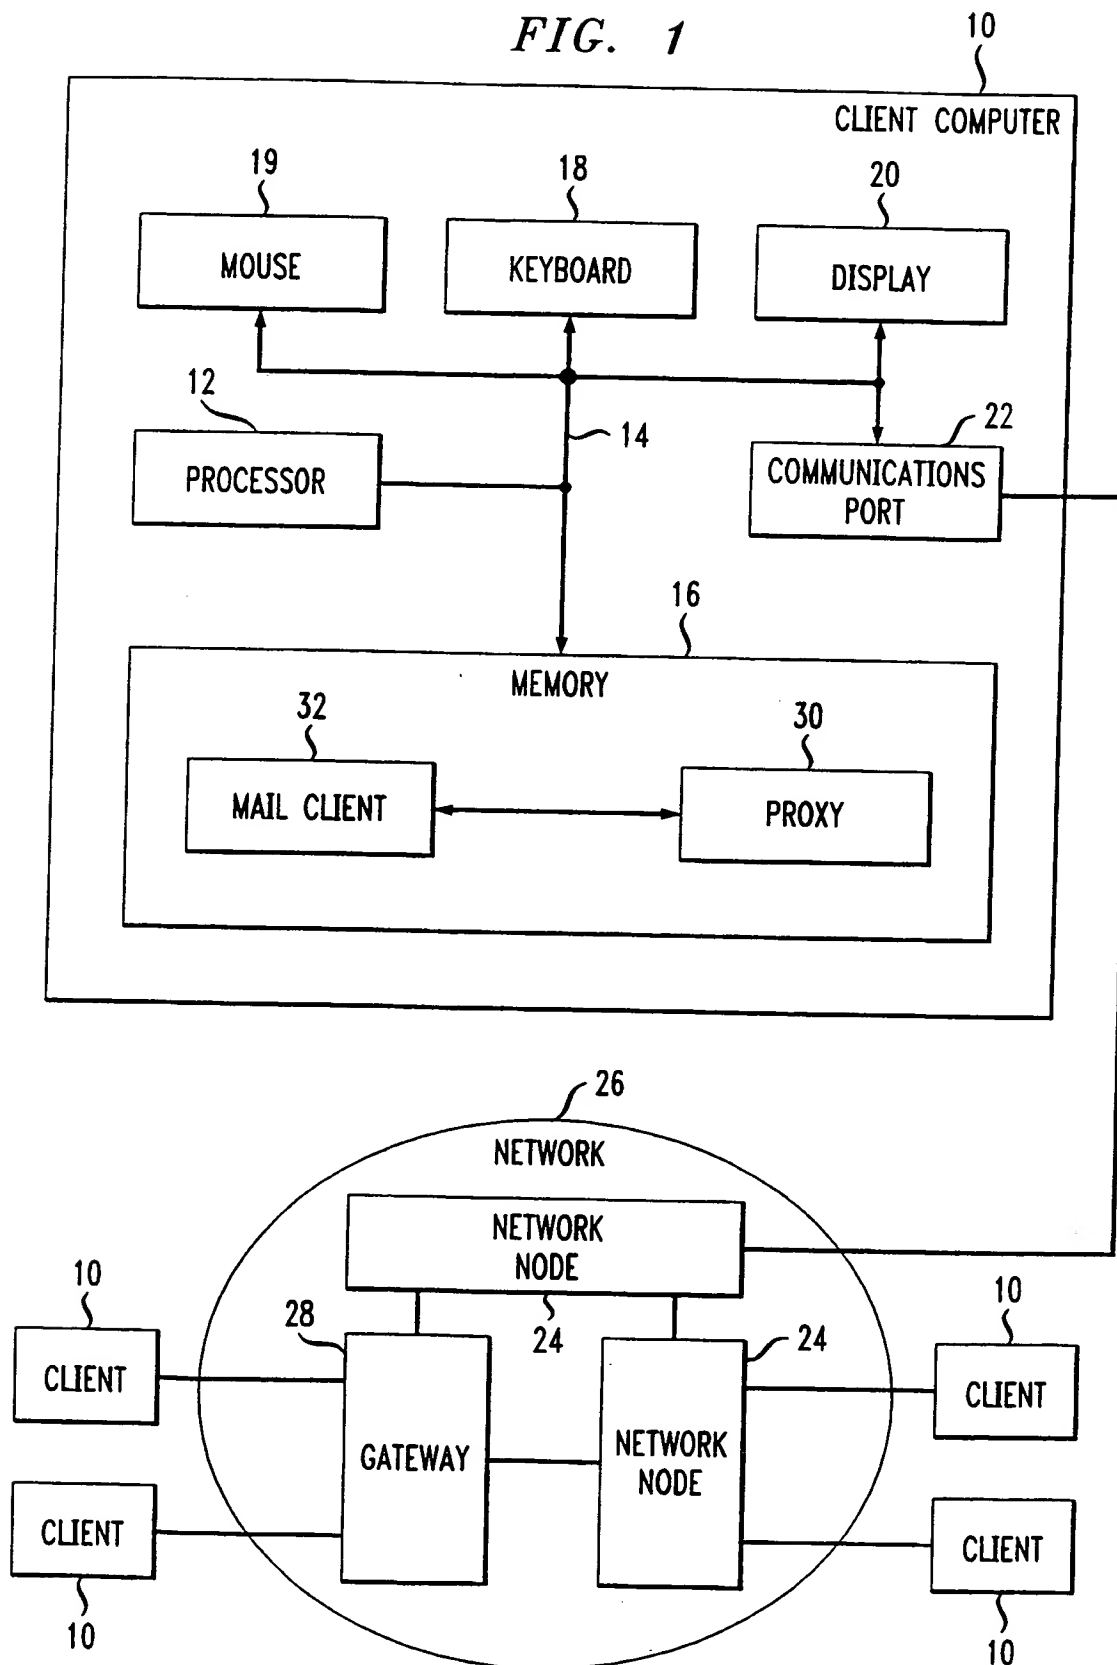 FIG. 1
10
CLIENT COMPUTER
19
18
20
MOUSE
KEYBOARD
DISPLAY
12
14
22
PROCESSOR
COMMUNICATIONS
PORT
16
MEMORY
32
30
MAIL CLIENT
PROXY
26
NETWORK
NETWORK
NODE
10
28
24
24
10
CLIENT
CLIENT
GATEWAY
NETWORK
NODE
CLIENT
CLIENT
10
10